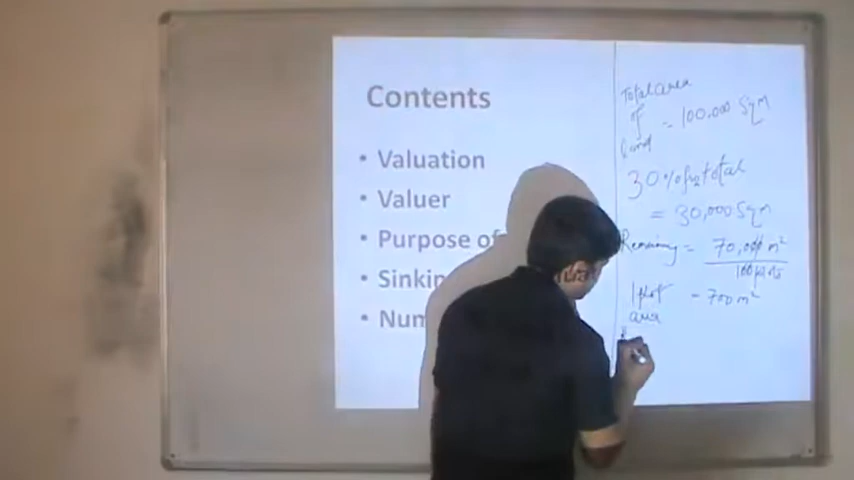 Contents
• Valuation
• Valuer
• Purpose of
• Sinkin
• Num
Total area
of = 100,000 Sqm
land
30% of total
= 30,000 Sqm
Remaining = 70,000 m²
100 plots
1 plot = 700 m²
area